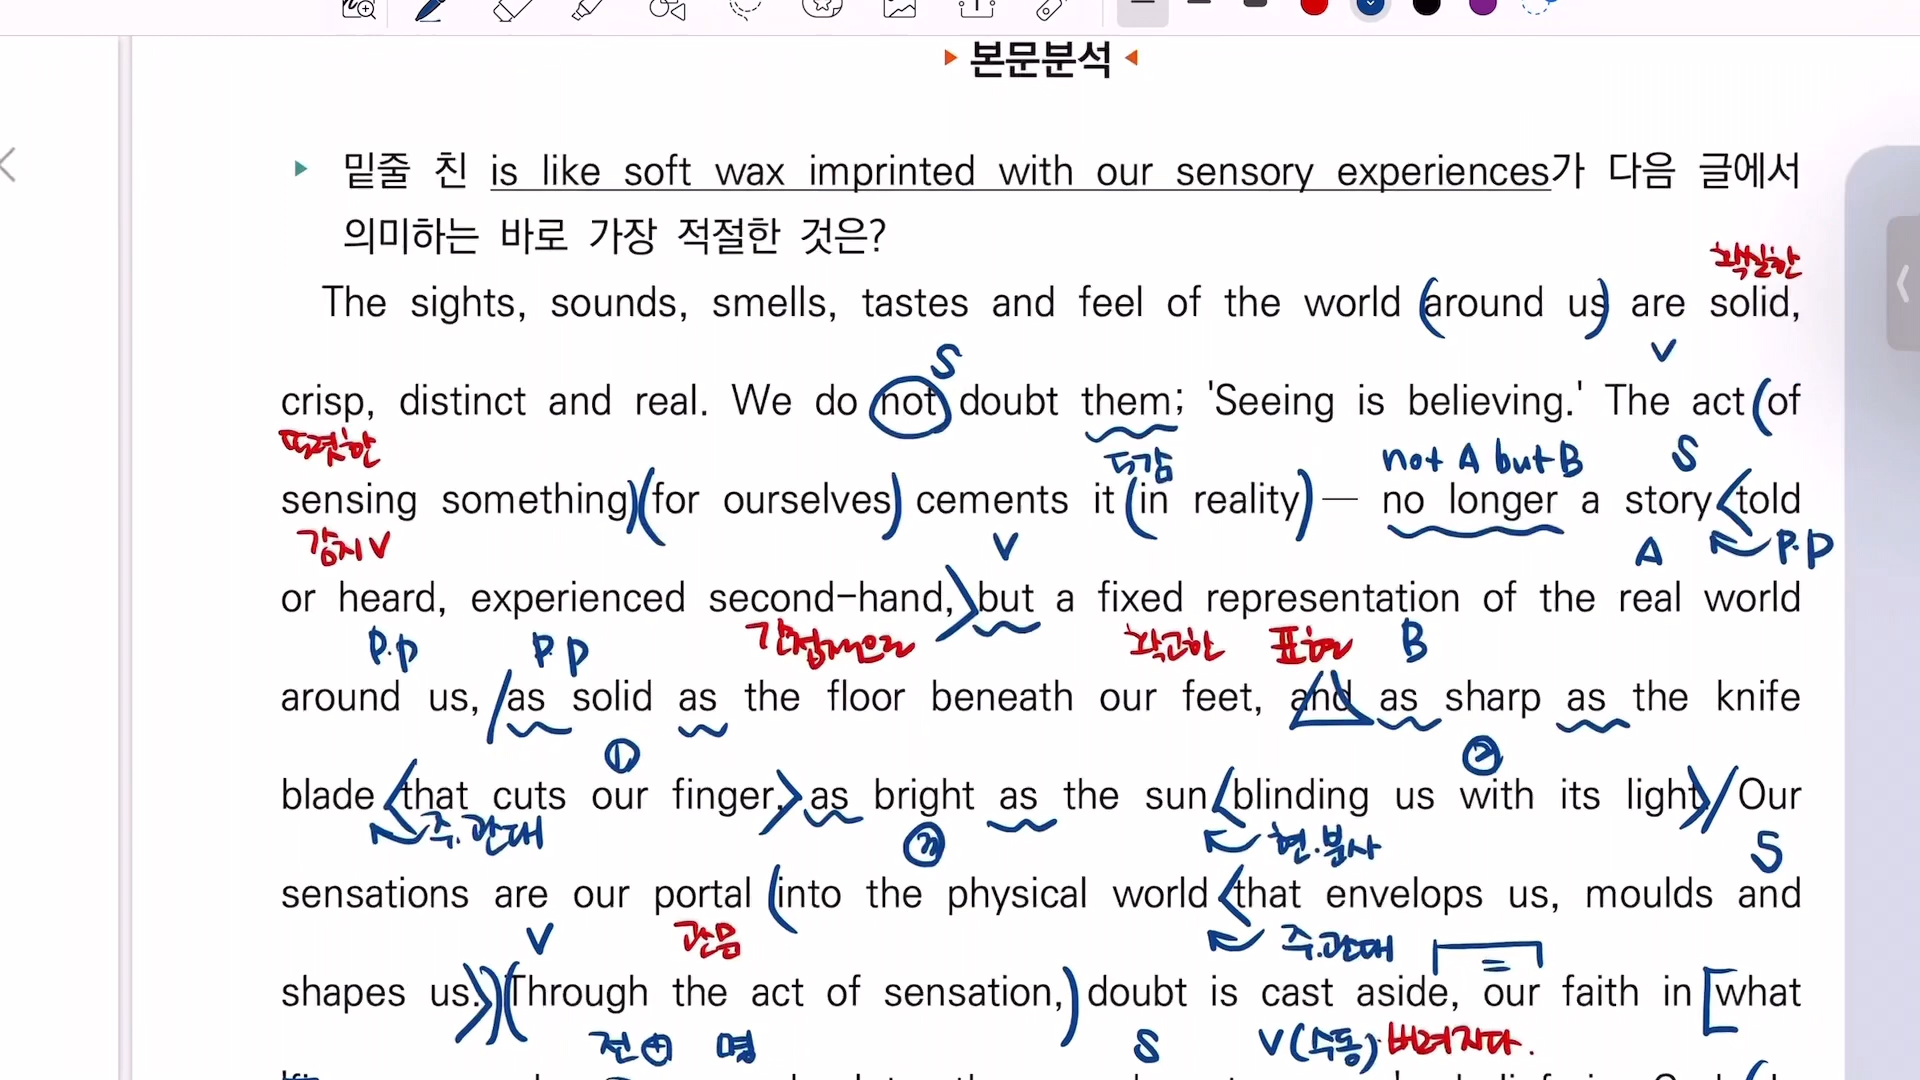 본문분석
밑줄 친 is like soft wax imprinted with our sensory experiences가 다음 글에서
의미하는 바로 가장 적절한 것은?
확실한
The sights, sounds, smells, tastes and feel of the world (around us) are solid,
S V
crisp, distinct and real. We do not doubt them; 'Seeing is believing.' The act (of
뚜렷한 5감 not A but B S
sensing something) (for ourselves) cements it (in reality) — no longer a story <told
감지V V A P.P
or heard, experienced second-hand,> but a fixed representation of the real world
P.P P.P 간접적으로 확고한 표현 B
around us, / as solid as the floor beneath our feet, and as sharp as the knife
① ②
blade <that cuts our finger,> as bright as the sun <blinding us with its light.> / Our
주.관대 ③ 현.분사 S
sensations are our portal (into the physical world <that envelops us, moulds and
V 관문 주.관대
shapes us.>) (Through the act of sensation,) doubt is cast aside, our faith in [what
전 + 명 S V(수동) 버려지다.